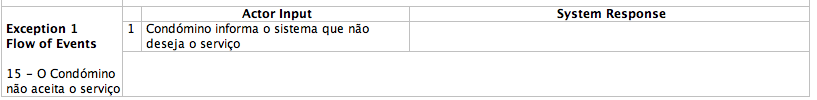 Exception 1
Flow of Events
15 – O Condómino
não aceita o serviço
Actor Input
System Response
1
Condómino informa o sistema que não
deseja o serviço